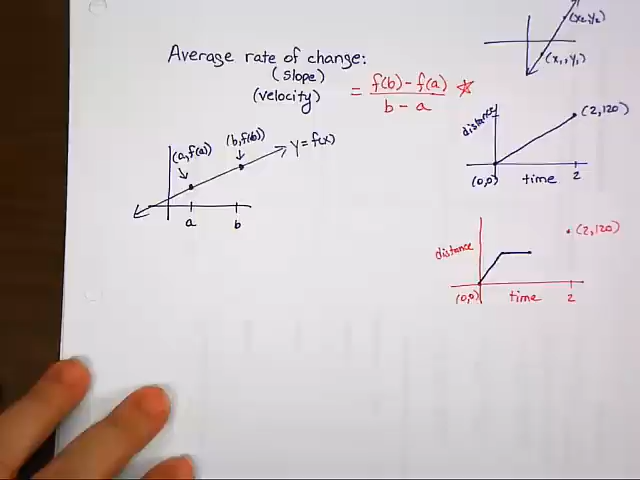 Average rate of change:
(slope)
(velocity)
= f(b) - f(a) / b - a
(a, f(a))
(b, f(b))
y = f(x)
a
b
(x₂, y₂)
(x₁, y₁)
distance
(2, 120)
(0,0)
time
2
distance
(2, 120)
(0,0)
time
2